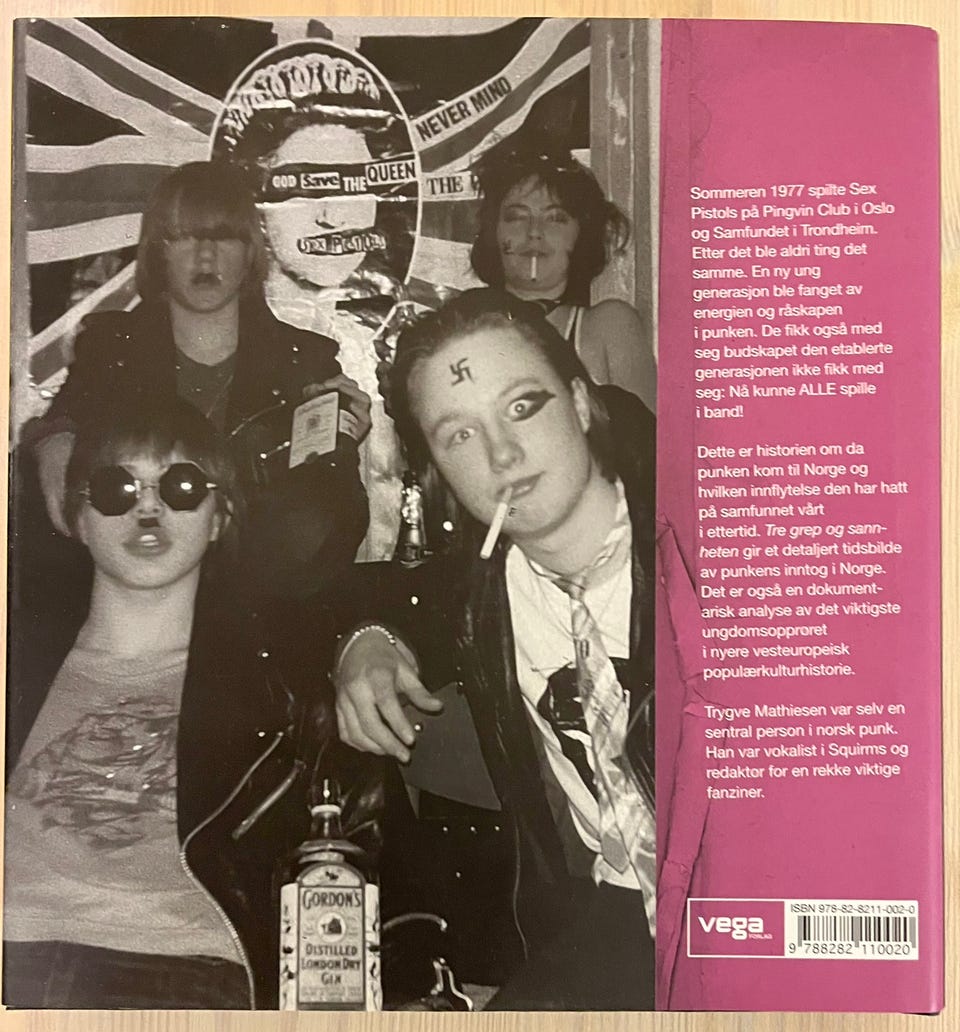 NEVER MIND
GOD save THE QUEEN THE
SEX PISTOLS
GORDON'S
DISTILLED
LONDON DRY
GIN
Sommeren 1977 spilte Sex
Pistols på Pingvin Club i Oslo
og Samfundet i Trondheim.
Etter det ble aldri ting det
samme. En ny ung
generasjon ble fanget av
energien og råskapen
i punken. De fikk også med
seg budskapet den etablerte
generasjonen ikke fikk med
seg: Nå kunne ALLE spille
i band!
Dette er historien om da
punken kom til Norge og
hvilken innflytelse den har hatt
på samfunnet vårt
i ettertid. Tre grep og sann-
heten gir et detaljert tidsbilde
av punkens inntog i Norge.
Det er også en dokument-
arisk analyse av det viktigste
ungdomsopprøret
i nyere vesteuropeisk
populærkulturhistorie.
Trygve Mathiesen var selv en
sentral person i norsk punk.
Han var vokalist i Squirms og
redaktør for en rekke viktige
fanziner.
vega
FORLAG
ISBN 978-82-8211-002-0
9 788282 110020